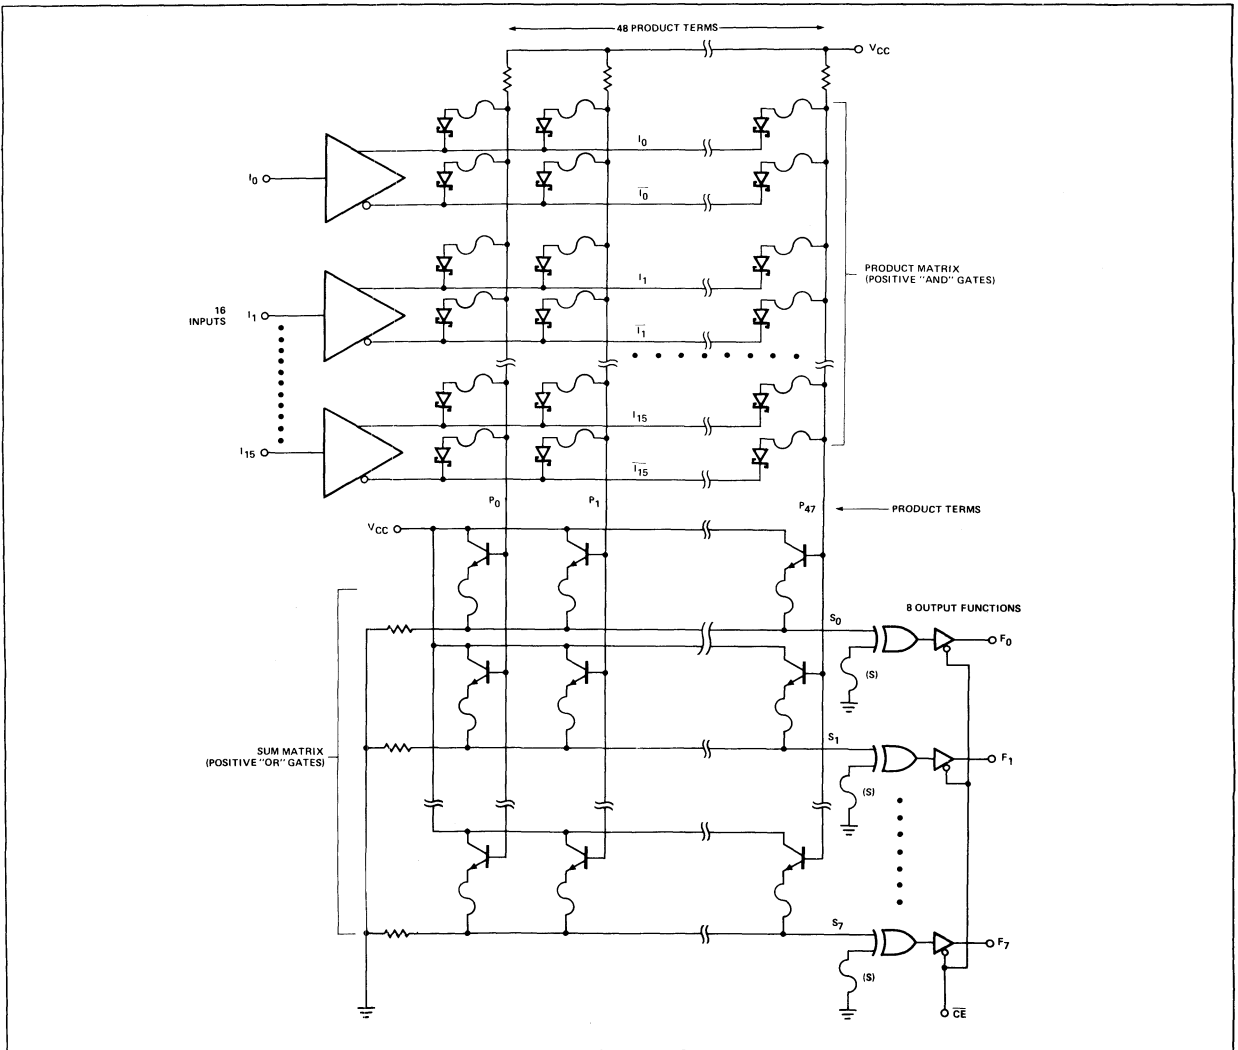 48 PRODUCT TERMS
VCC
I0
I0
I0
I1
PRODUCT MATRIX
(POSITIVE "AND" GATES)
16
INPUTS
I1
I1
I15
I15
I15
P0 P1 P47
PRODUCT TERMS
VCC
8 OUTPUT FUNCTIONS
S0
F0
(S)
SUM MATRIX
(POSITIVE "OR" GATES)
S1
F1
(S)
S7
F7
(S)
CE